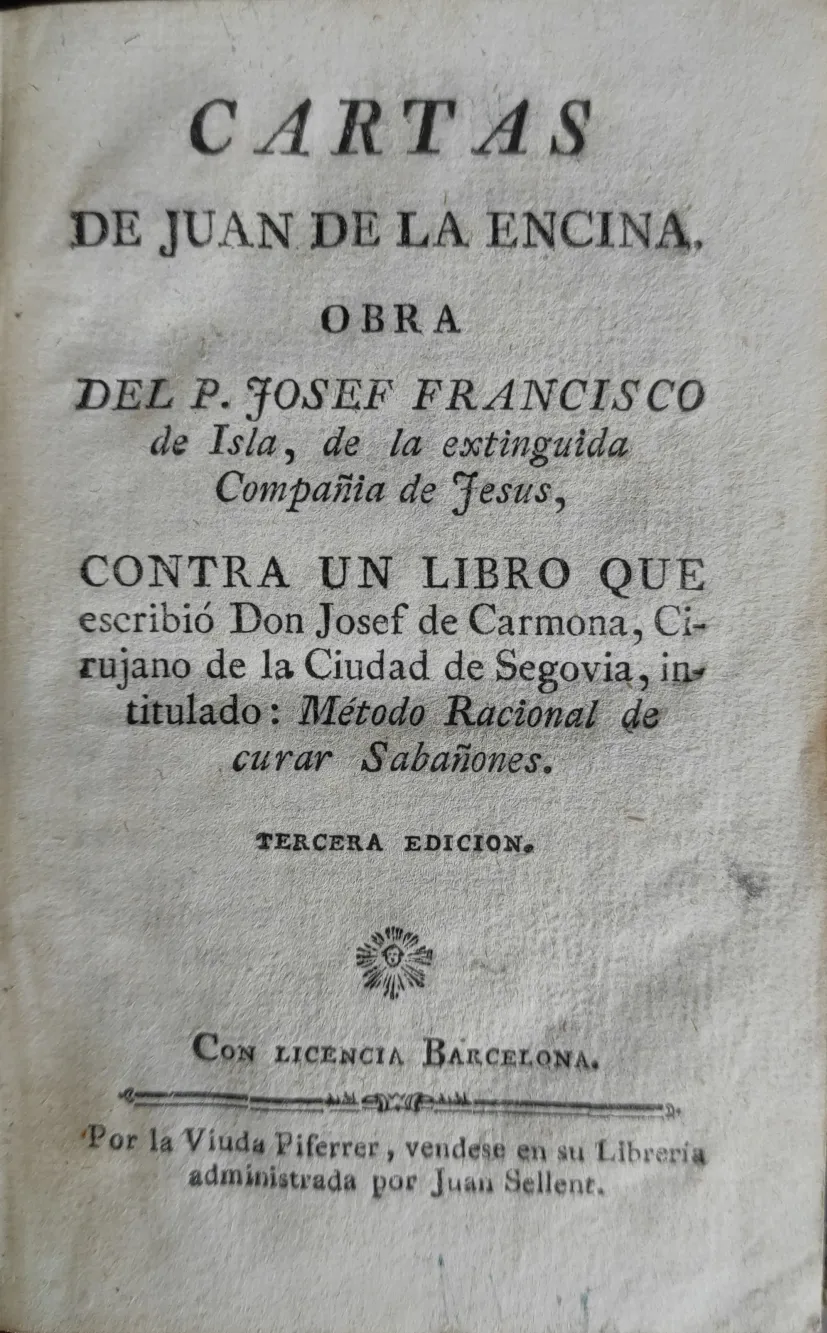 CARTAS
DE JUAN DE LA ENCINA.
OBRA
DEL P. JOSEF FRANCISCO
de Isla, de la extinguida
Compañia de Jesus,
CONTRA UN LIBRO QUE
escribió Don Josef de Carmona, Ci-
rujano de la Ciudad de Segovia, in-
titulado: Método Racional de
curar Sabañones.
TERCERA EDICION.
CON LICENCIA BARCELONA.
Por la Viuda Piferrer, vendese en su Librería
administrada por Juan Sellent.